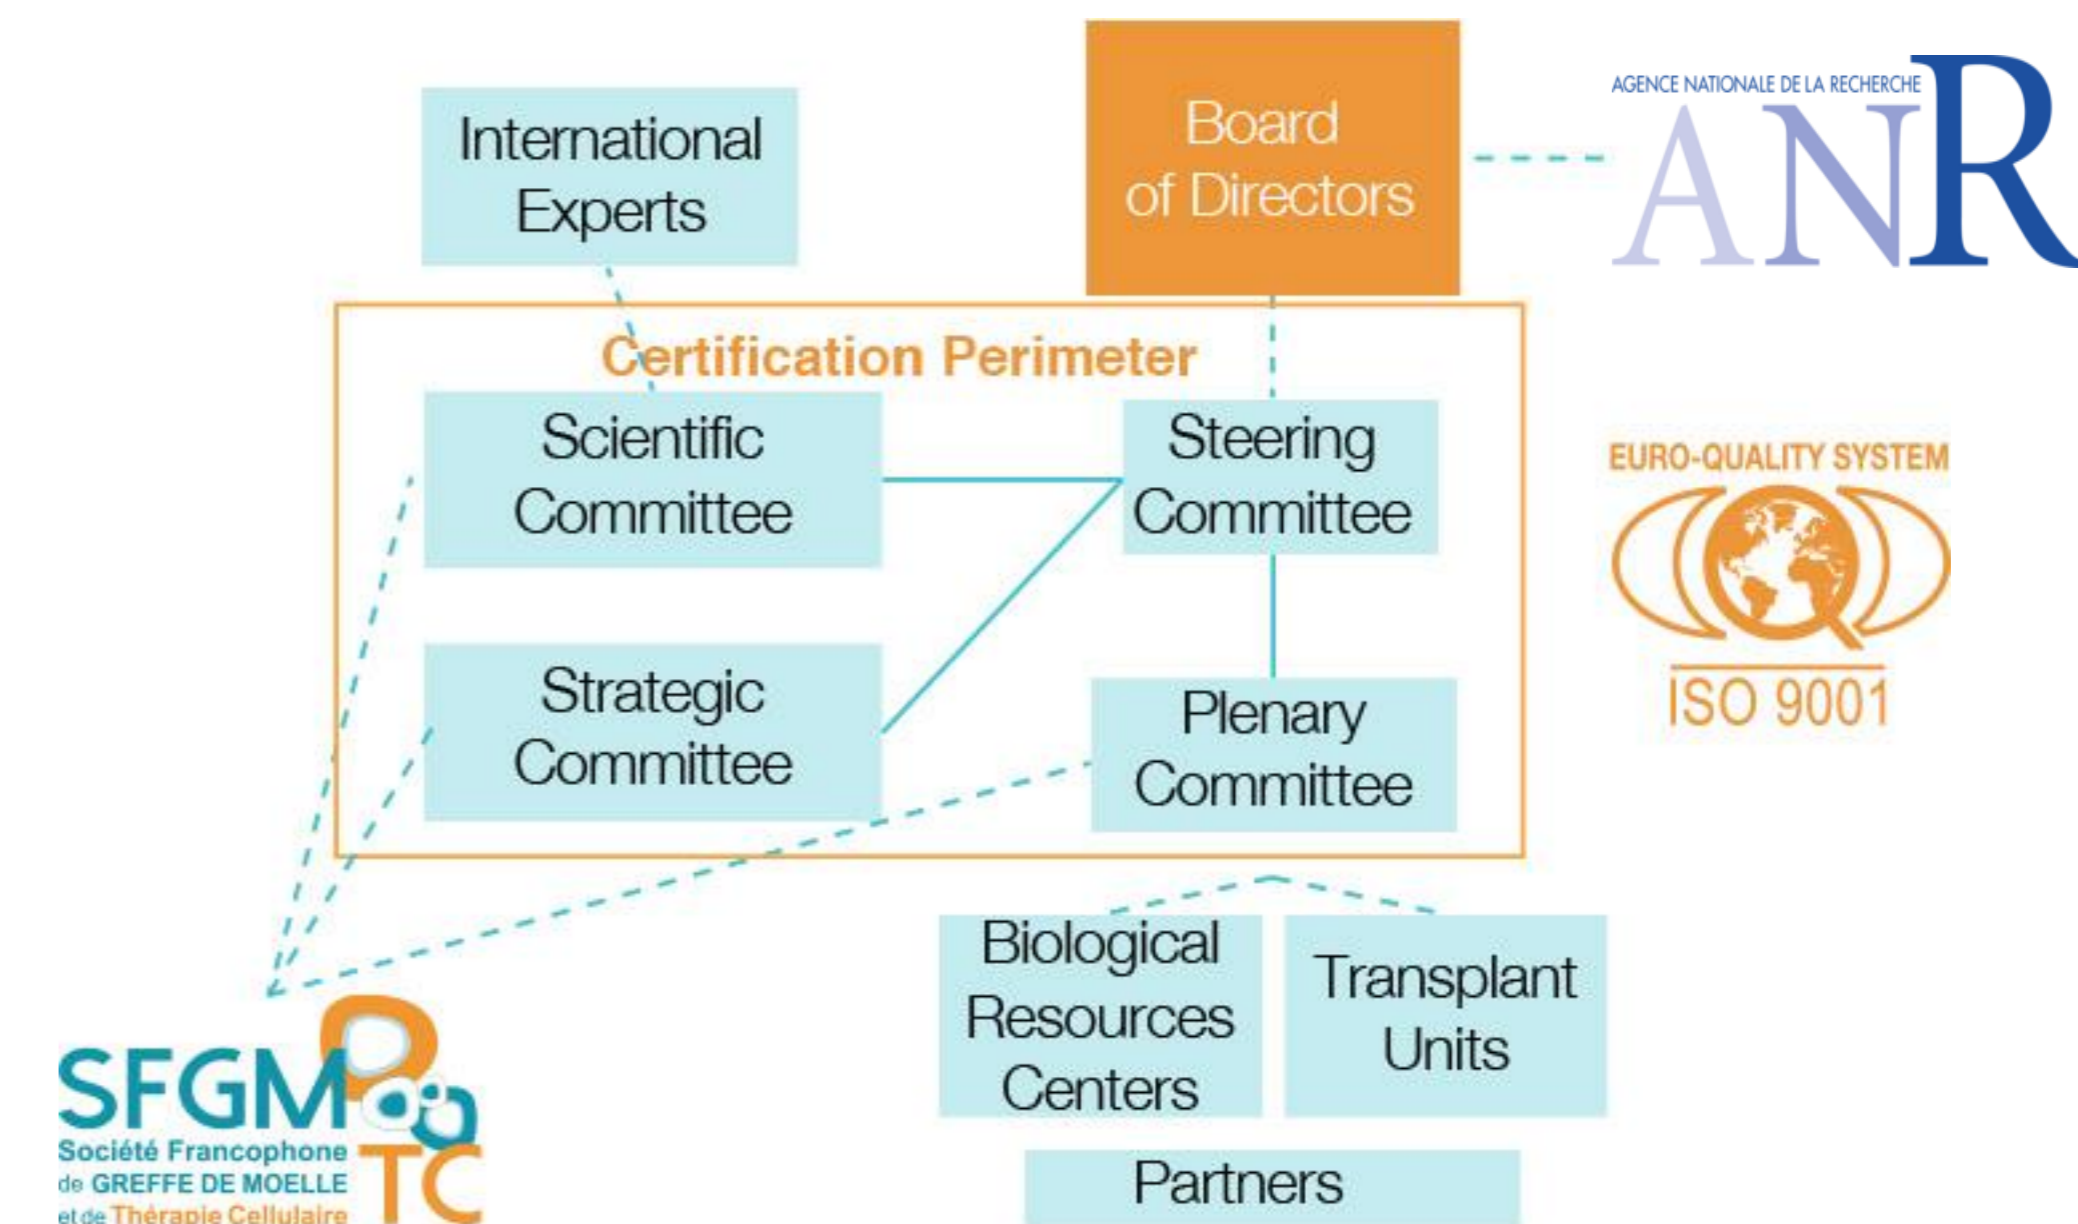 International
Experts
Board
of Directors
AGENCE NATIONALE DE LA RECHERCHE
ANR
Certification Perimeter
Scientific
Committee
Steering
Committee
EURO-QUALITY SYSTEM
ISO 9001
Strategic
Committee
Plenary
Committee
Biological
Resources
Centers
Transplant
Units
Partners
SFGM
TC
Société Francophone
de GREFFE DE MOELLE
et de Thérapie Cellulaire